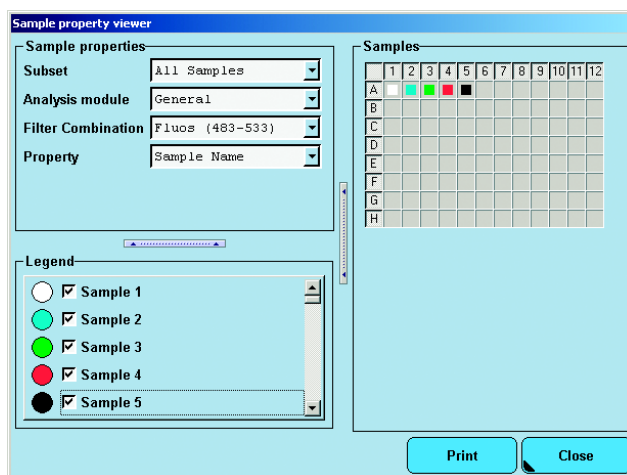 Sample property viewer
Sample properties
Subset All Samples
Analysis module General
Filter Combination Fluos (483-533)
Property Sample Name
Legend
Sample 1
Sample 2
Sample 3
Sample 4
Sample 5
Samples
1 2 3 4 5 6 7 8 9 10 11 12
A
B
C
D
E
F
G
H
Print Close